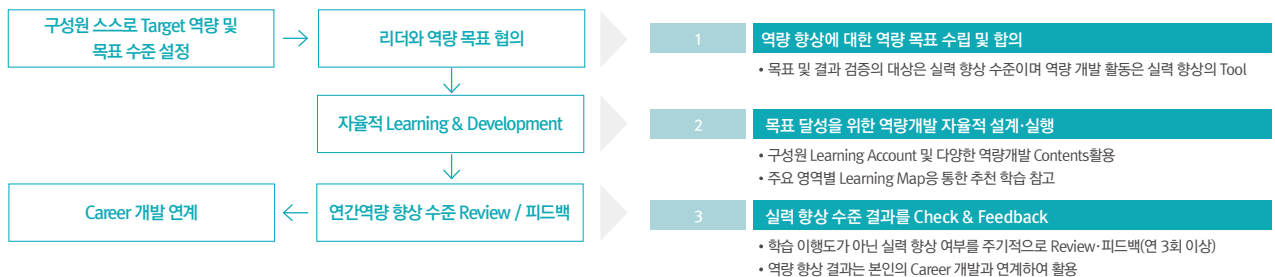 구성원 스스로 Target 역량 및
목표 수준 설정
리더와 역량 목표 협의
자율적 Learning & Development
Career 개발 연계
연간역량 향상 수준 Review / 피드백
1
역량 향상에 대한 역량 목표 수립 및 합의
• 목표 및 결과 검증의 대상은 실력 향상 수준이며 역량 개발 활동은 실력 향상의 Tool
2
목표 달성을 위한 역량개발 자율적 설계·실행
• 구성원 Learning Account 및 다양한 역량개발 Contents활용
• 주요 영역별 Learning Map응 통한 추천 학습 참고
3
실력 향상 수준 결과를 Check & Feedback
• 학습 이행도가 아닌 실력 향상 여부를 주기적으로 Review·피드백(연 3회 이상)
• 역량 향상 결과는 본인의 Career 개발과 연계하여 활용